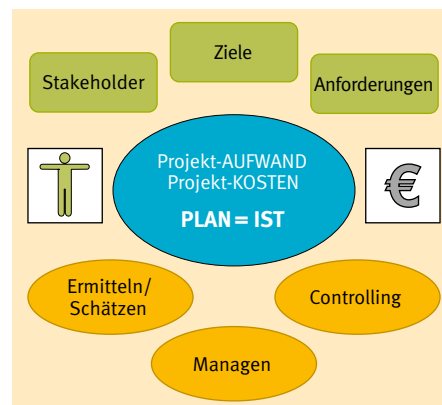 Ziele
Stakeholder
Anforderungen
Projekt-AUFWAND
Projekt-KOSTEN
PLAN = IST
€
Ermitteln/
Schätzen
Controlling
Managen